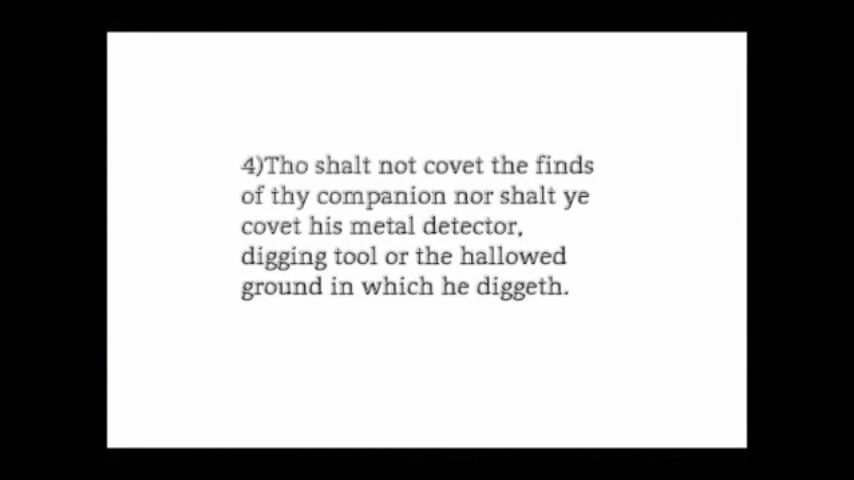 4)Tho shalt not covet the finds
of thy companion nor shalt ye
covet his metal detector,
digging tool or the hallowed
ground in which he diggeth.